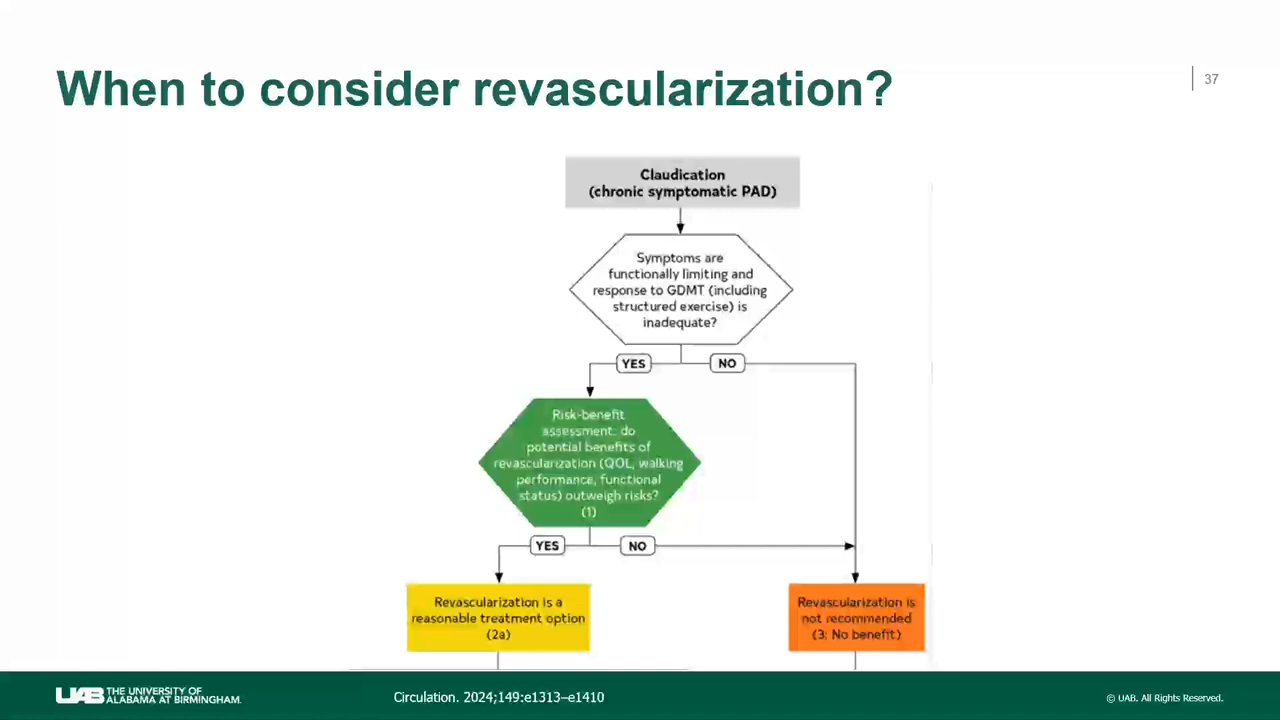 When to consider revascularization?
37
Claudication
(chronic symptomatic PAD)
Symptoms are
functionally limiting and
response to GDMT (including
structured exercise) is
inadequate?
YES
NO
Risk-benefit
assessment: do
potential benefits of
revascularization (QOL, walking
performance, functional
status) outweigh risks?
(1)
YES
NO
Revascularization is a
reasonable treatment option
(2a)
Revascularization is
not recommended
(3: No benefit)
UAB THE UNIVERSITY OF
ALABAMA AT BIRMINGHAM.
Circulation. 2024;149:e1313–e1410
© UAB. All Rights Reserved.